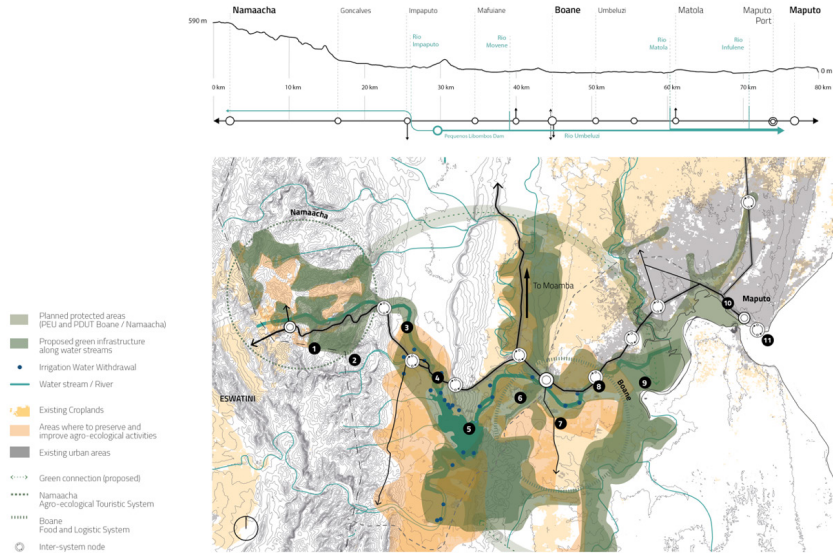 Namaacha
Goncalves
Impaputo
Mafuiane
Boane
Umbeluzi
Matola
Maputo
Port
Maputo
590 m
Rio
Impaputo
Rio
Movene
Rio
Matola
Rio
Infulene
0 m
0 km
10 km
20 km
30 km
40 km
50 km
60 km
70 km
80 km
Pequenos Libombos Dam
Rio Umbeluzi
Namaacha
To Moamba
Maputo
Boane
ESWATINI
1
2
3
4
5
6
7
8
9
10
11
Planned protected areas
(PEU and PDUT Boane / Namaacha)
Proposed green infrastructure
along water streams
Irrigation Water Withdrawal
Water stream / River
Existing Croplands
Areas where to preserve and
improve agro-ecological activities
Existing urban areas
Green connection (proposed)
Namaacha
Agro-ecological Touristic System
Boane
Food and Logistic System
Inter-system node